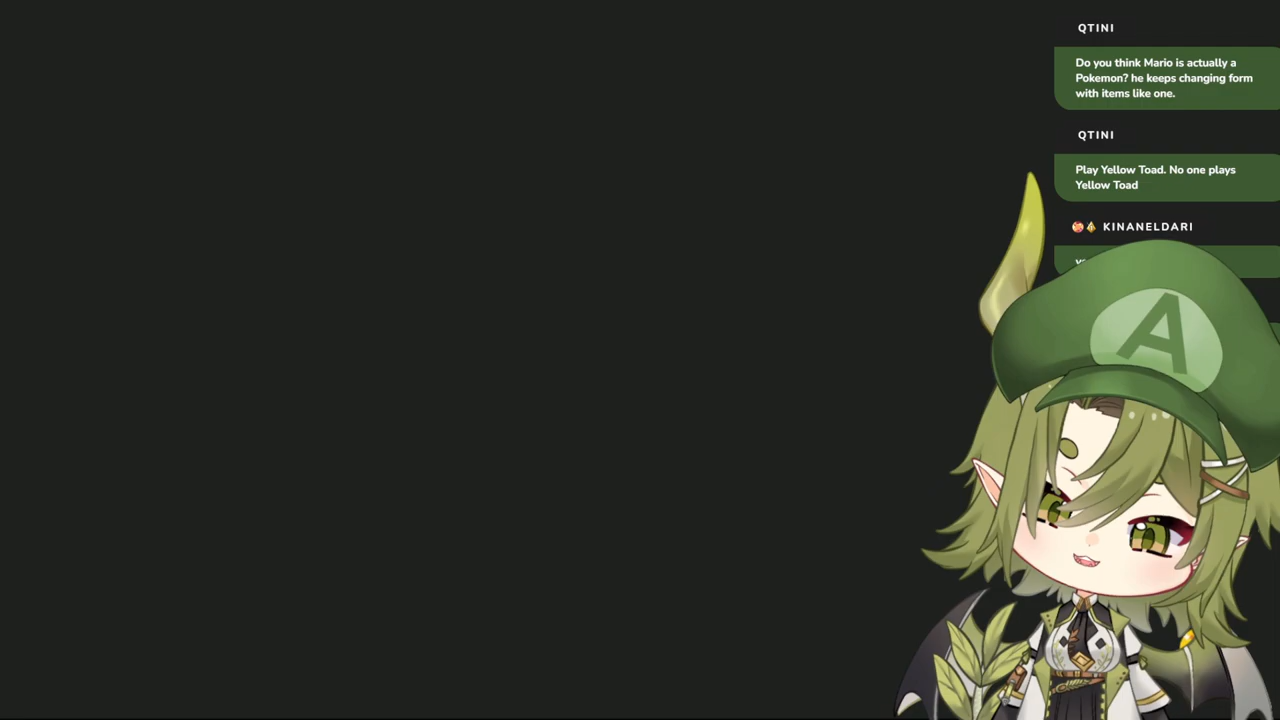 QTINI
Do you think Mario is actually a
Pokemon? he keeps changing form
with items like one.
QTINI
Play Yellow Toad. No one plays
Yellow Toad
KINANELDARI
A